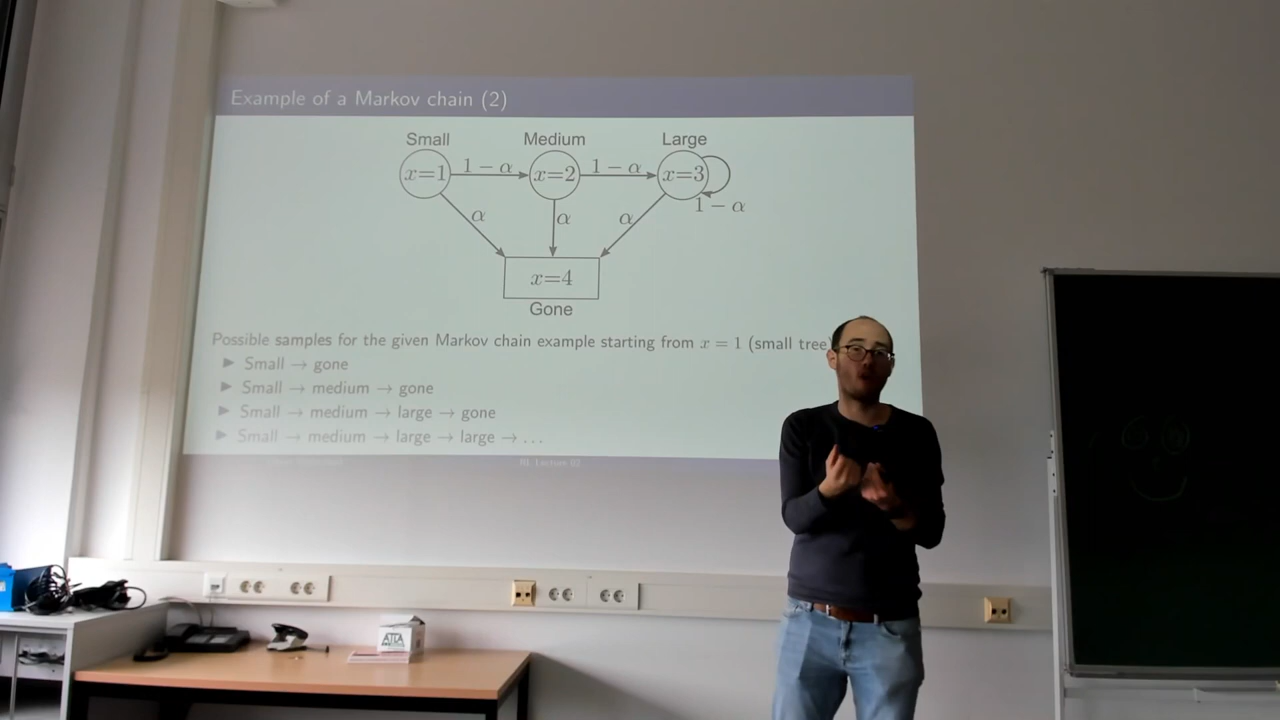 Example of a Markov chain (2)
Small Medium Large
x=1 1 − α x=2 1 − α x=3
1 − α
α α α
x=4
Gone
Possible samples for the given Markov chain example starting from x = 1 (small tree)
▶ Small → gone
▶ Small → medium → gone
▶ Small → medium → large → gone
▶ Small → medium → large → large → ...
RL Lecture 02
ATLA